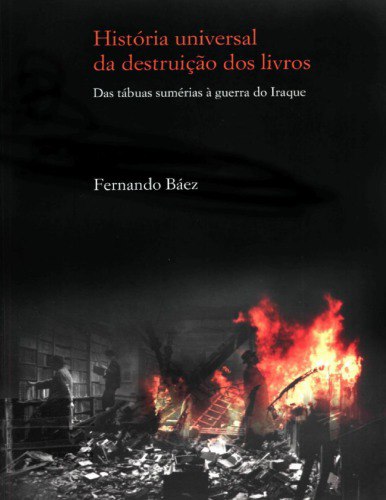 História universal
da destruição dos livros
Das tábuas sumérias à guerra do Iraque
Fernando Báez